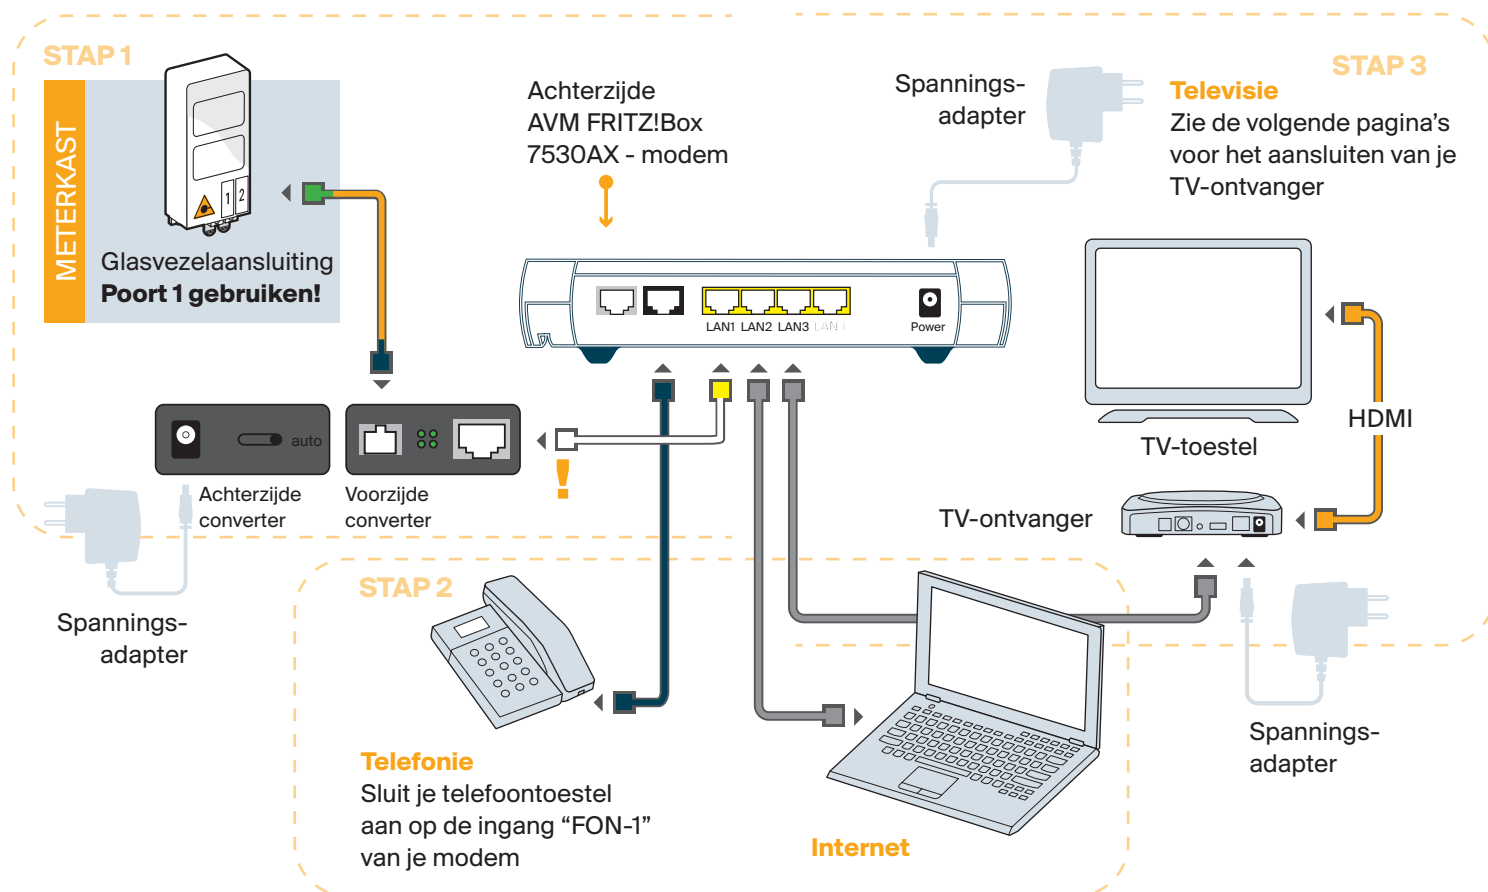 STAP 1
METERKAST
1 2
Glasvezelaansluiting
Poort 1 gebruiken!
Achterzijde
AVM FRITZ!Box
7530AX - modem
Spannings-
adapter
STAP 3
Televisie
Zie de volgende pagina's
voor het aansluiten van je
TV-ontvanger
LAN1 LAN2 LAN3
Power
HDMI
TV-toestel
auto
Achterzijde
converter
Voorzijde
converter
!
TV-ontvanger
Spannings-
adapter
STAP 2
Telefonie
Sluit je telefoontoestel
aan op de ingang “FON-1”
van je modem
Internet
Spannings-
adapter